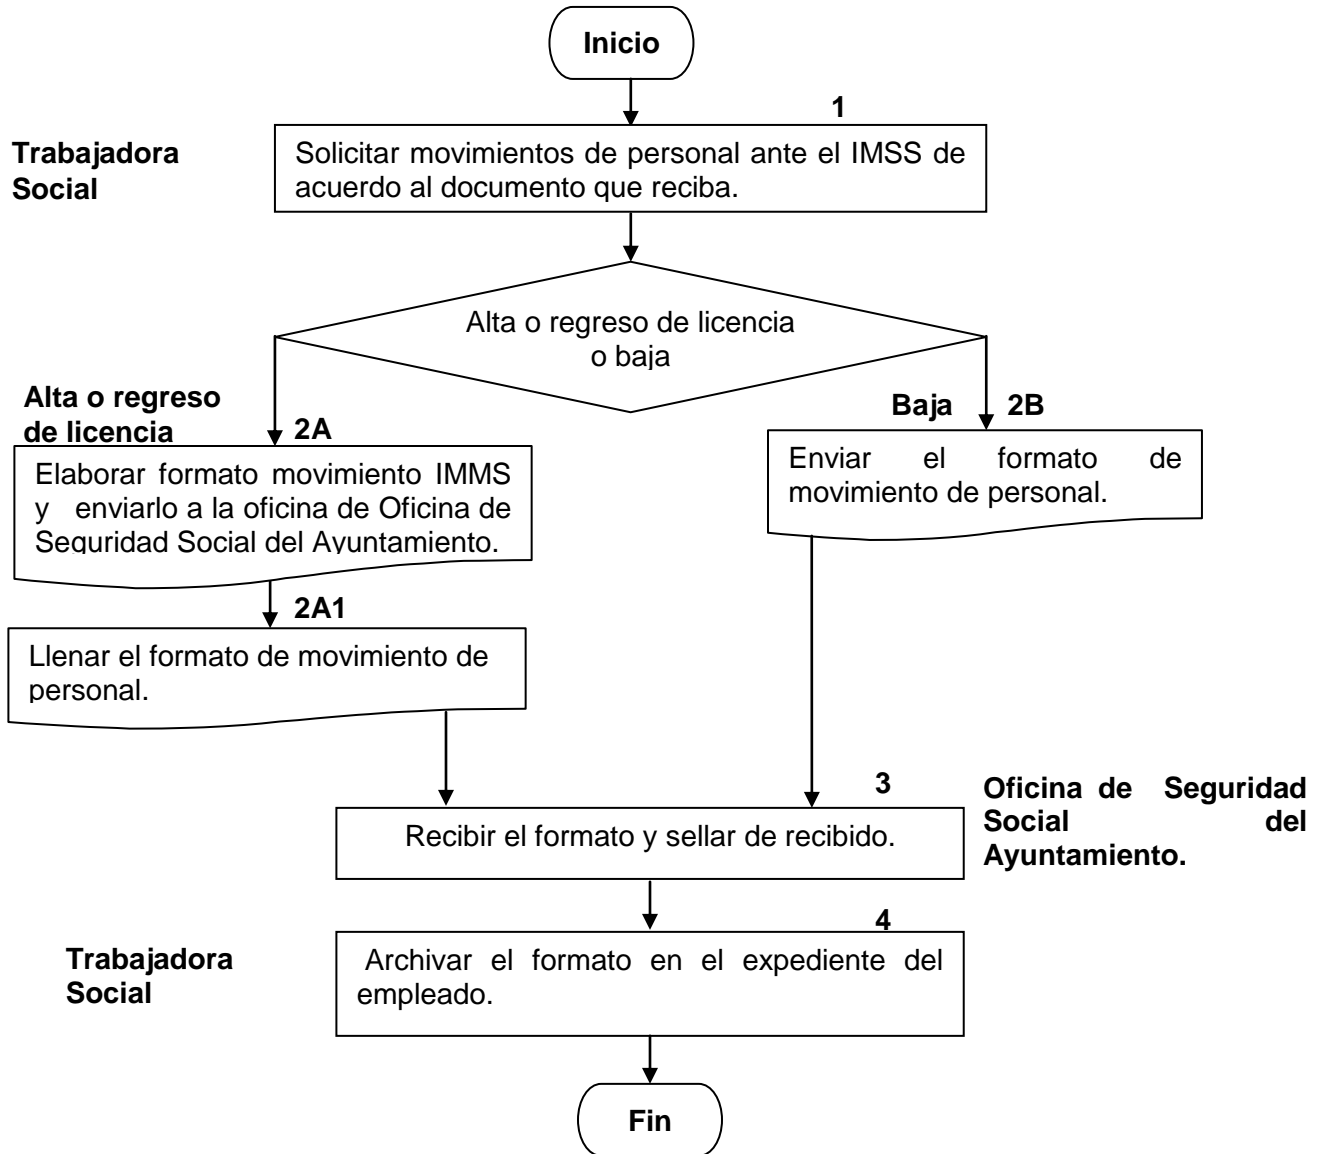 Inicio
1
Trabajadora
Social
Solicitar movimientos de personal ante el IMSS de
acuerdo al documento que reciba.
Alta o regreso de licencia
o baja
Alta o regreso
de licencia
2A
Baja 2B
Elaborar formato movimiento IMMS
y enviarlo a la oficina de Oficina de
Seguridad Social del Ayuntamiento.
Enviar el formato de
movimiento de personal.
2A1
Llenar el formato de movimiento de
personal.
3
Oficina de Seguridad
Social del
Ayuntamiento.
Recibir el formato y sellar de recibido.
4
Trabajadora
Social
Archivar el formato en el expediente del
empleado.
Fin